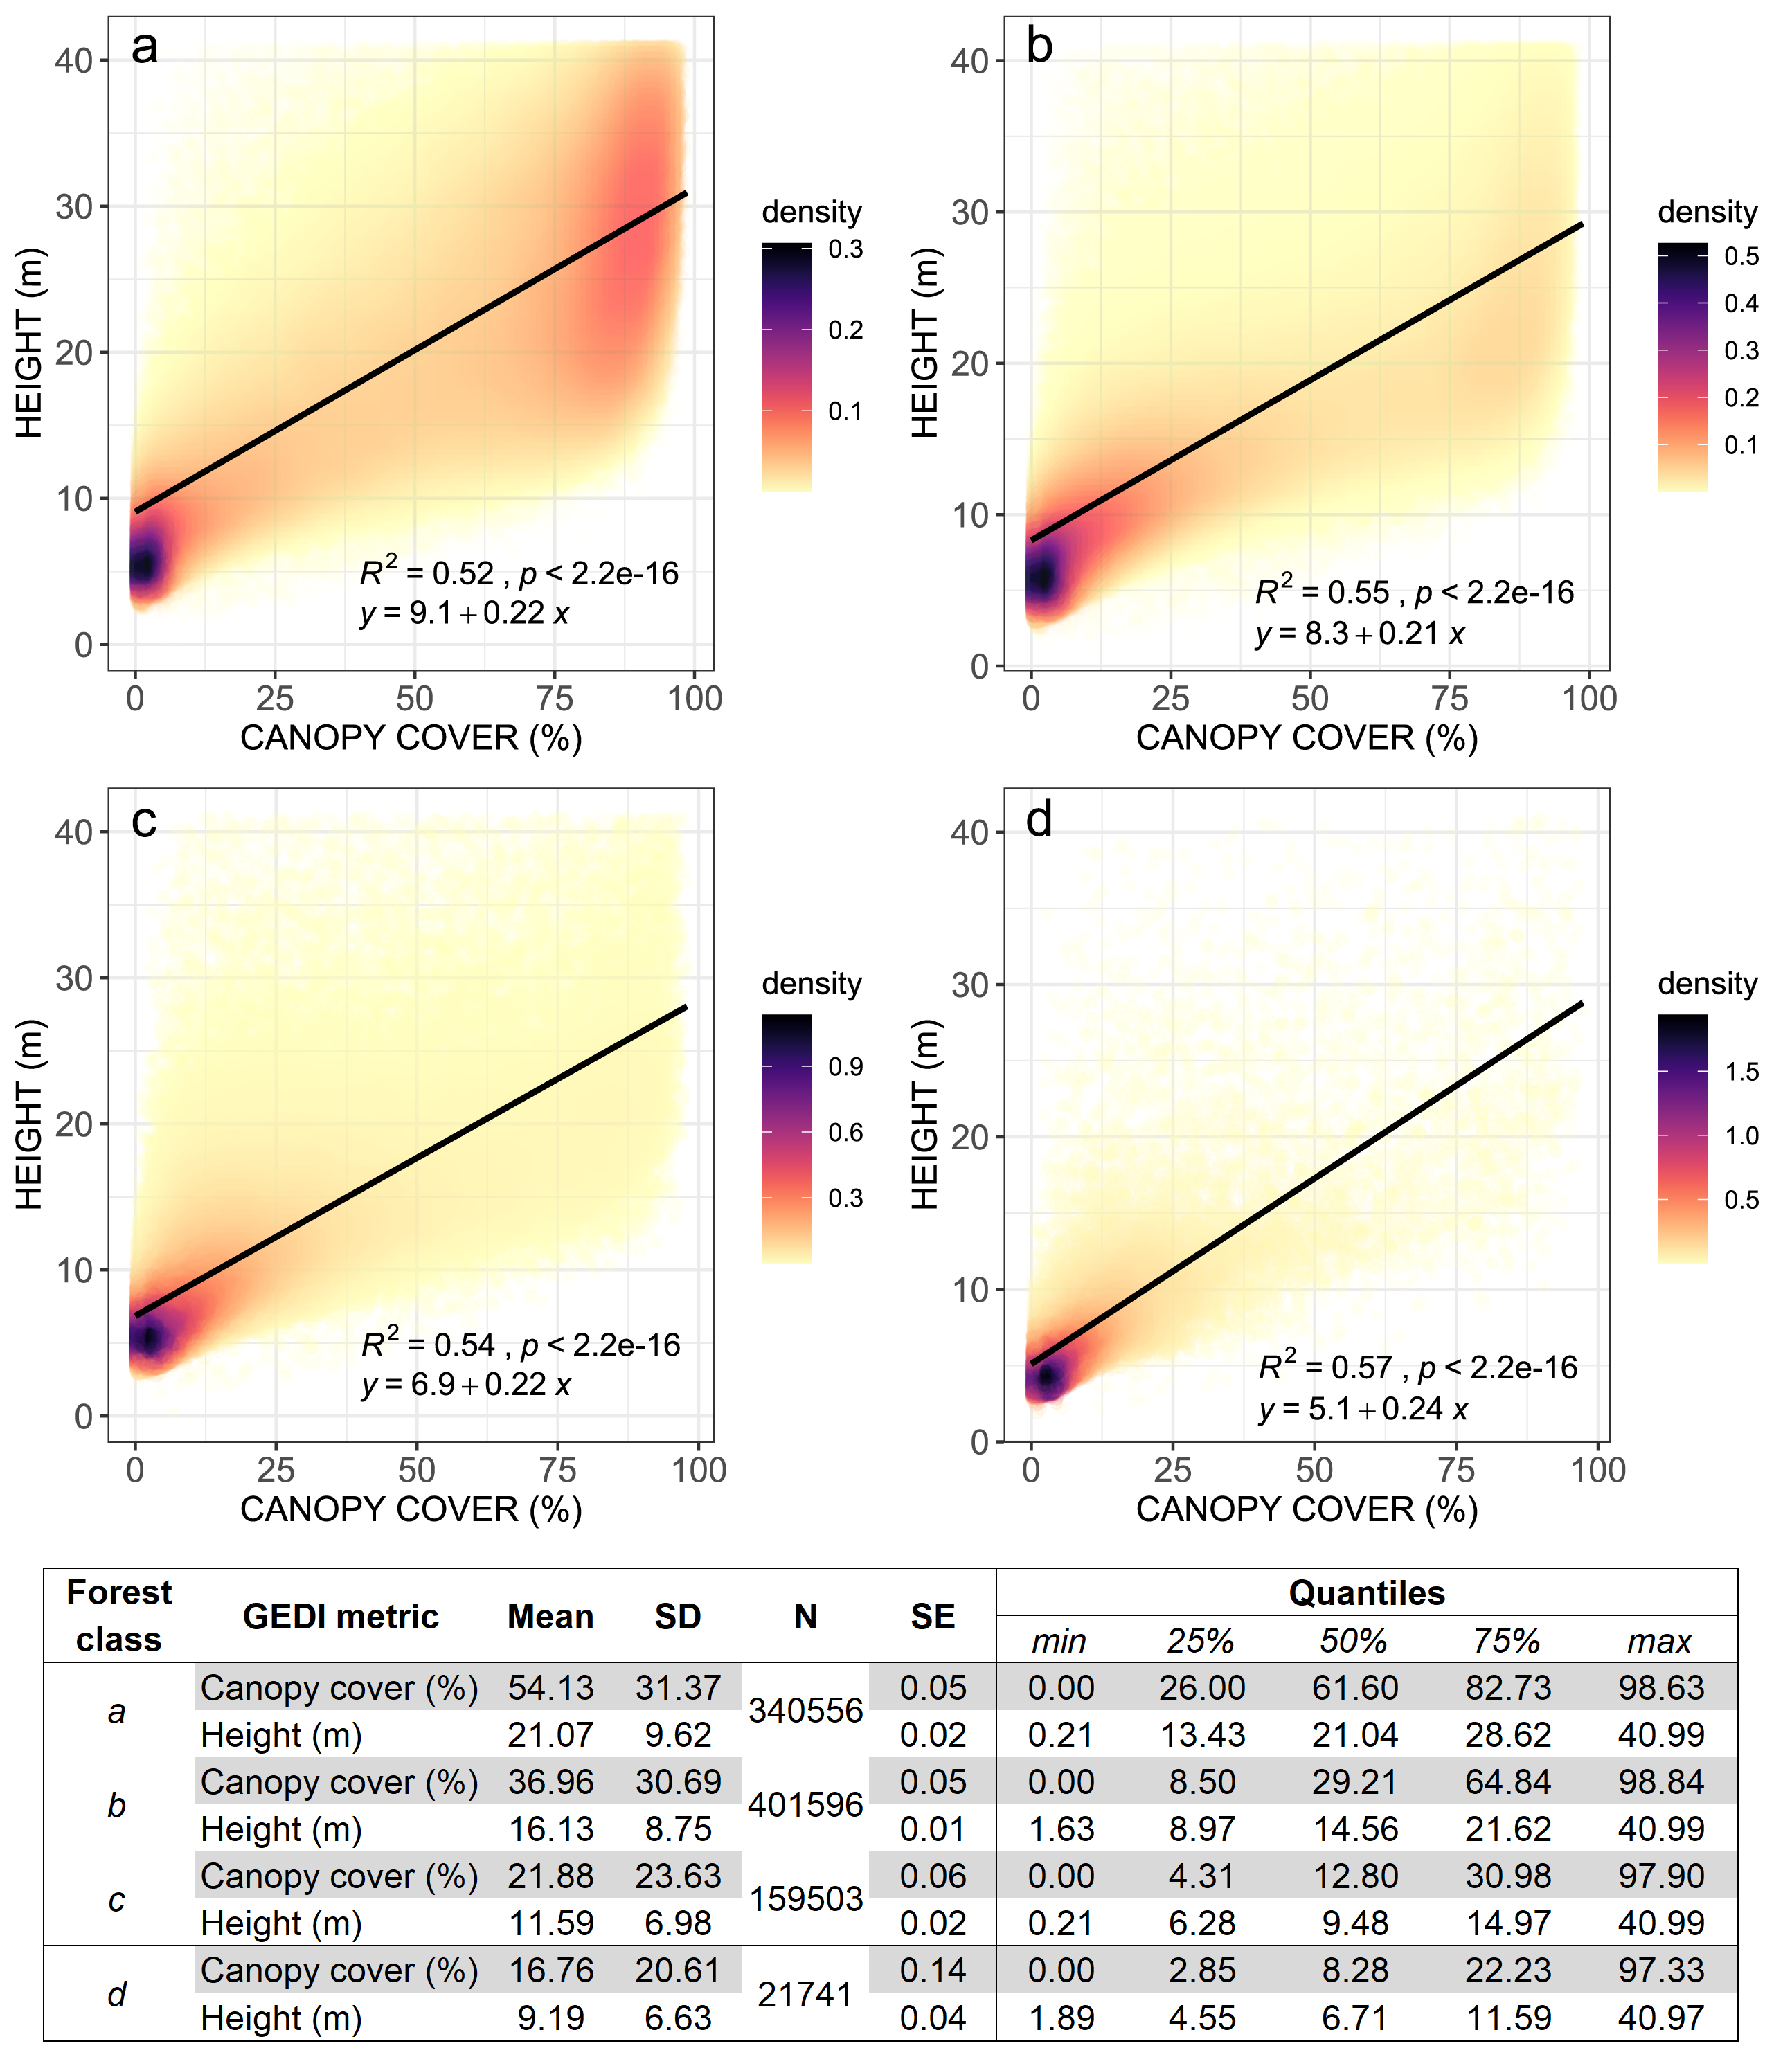 a
HEIGHT (m)
40
30
20
10
0
R2 = 0.52 , p < 2.2e-16
y = 9.1+0.22 x
0 25 50 75 100
CANOPY COVER (%)
density
0.3
0.2
0.1
b
HEIGHT (m)
40
30
20
10
0
R2 = 0.55 , p < 2.2e-16
y = 8.3+0.21 x
0 25 50 75 100
CANOPY COVER (%)
density
0.5
0.4
0.3
0.2
0.1
c
HEIGHT (m)
40
30
20
10
0
R2 = 0.54 , p < 2.2e-16
y = 6.9+0.22 x
0 25 50 75 100
CANOPY COVER (%)
density
0.9
0.6
0.3
d
HEIGHT (m)
40
30
20
10
0
R2 = 0.57 , p < 2.2e-16
y = 5.1+0.24 x
0 25 50 75 100
CANOPY COVER (%)
density
1.5
1.0
0.5
Forest class GEDI metric Mean SD N SE Quantiles
min 25% 50% 75% max
a Canopy cover (%) 54.13 31.37 340556 0.05 0.00 26.00 61.60 82.73 98.63
Height (m) 21.07 9.62 0.02 0.21 13.43 21.04 28.62 40.99
b Canopy cover (%) 36.96 30.69 401596 0.05 0.00 8.50 29.21 64.84 98.84
Height (m) 16.13 8.75 0.01 1.63 8.97 14.56 21.62 40.99
c Canopy cover (%) 21.88 23.63 159503 0.06 0.00 4.31 12.80 30.98 97.90
Height (m) 11.59 6.98 0.02 0.21 6.28 9.48 14.97 40.99
d Canopy cover (%) 16.76 20.61 21741 0.14 0.00 2.85 8.28 22.23 97.33
Height (m) 9.19 6.63 0.04 1.89 4.55 6.71 11.59 40.97